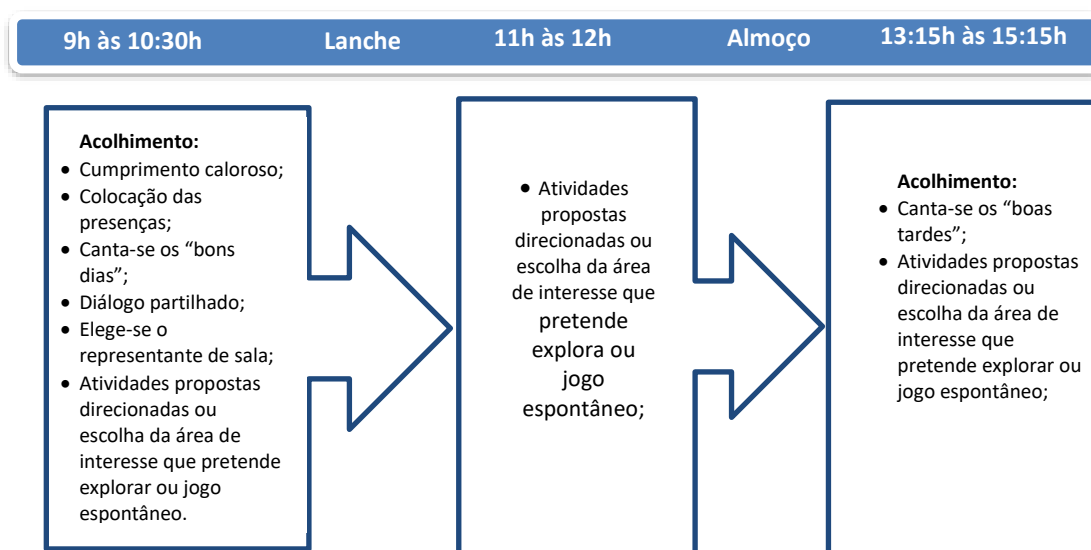 9h às 10:30h
Lanche
11h às 12h
Almoço
13:15h às 15:15h
Acolhimento:
• Cumprimento caloroso;
• Colocação das
presenças;
• Canta-se os “bons
dias”;
• Diálogo partilhado;
• Elege-se o
representante de sala;
• Atividades propostas
direcionadas ou
escolha da área de
interesse que pretende
explorar ou jogo
espontâneo.
• Atividades
propostas
direcionadas ou
escolha da área
de interesse que
pretende
explora ou
jogo
espontâneo;
Acolhimento:
• Canta-se os “boas
tardes”;
• Atividades propostas
direcionadas ou
escolha da área de
interesse que
pretende explorar ou
jogo espontâneo;